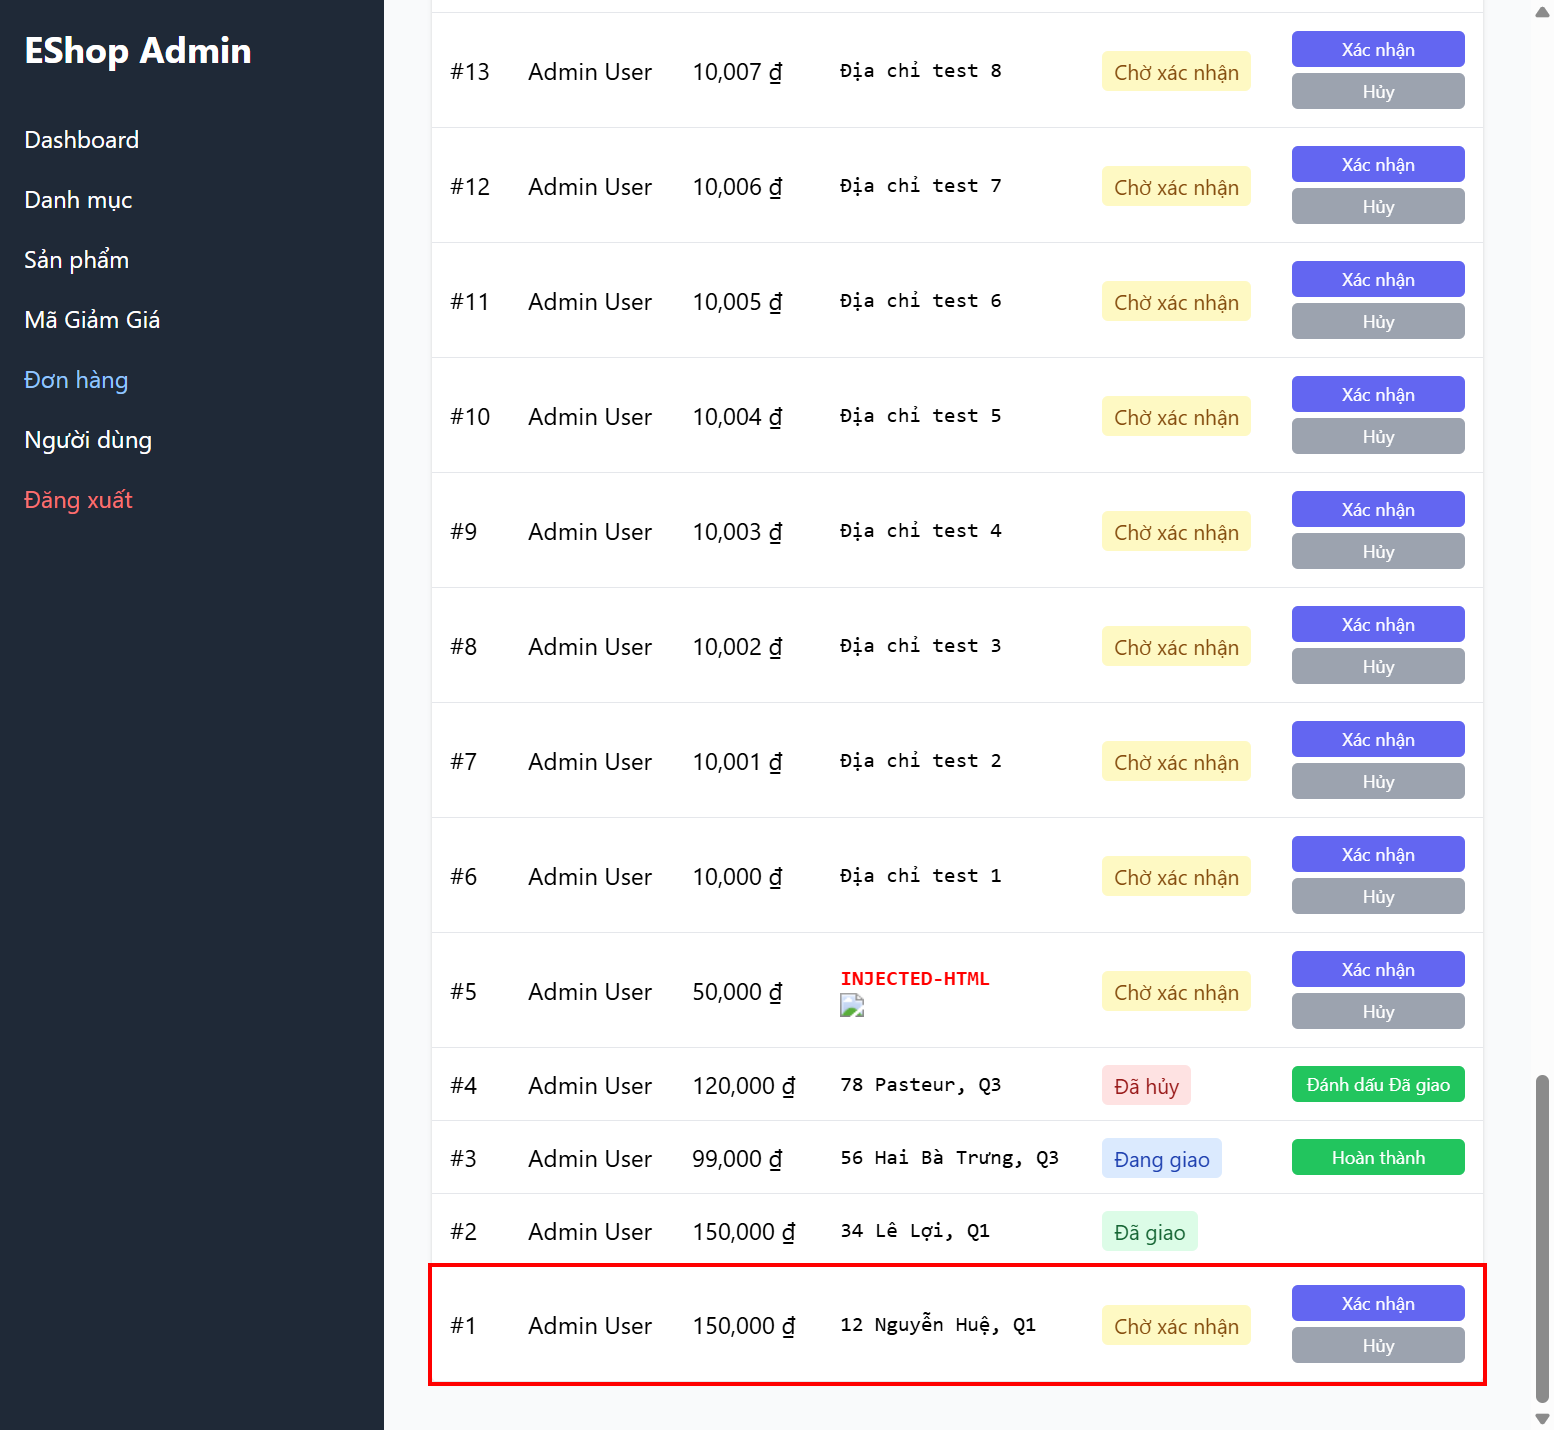 EShop Admin
Dashboard
Danh mục
Sản phẩm
Mã Giảm Giá
Đơn hàng
Người dùng
Đăng xuất
#13 Admin User 10,007 ₫ Địa chỉ test 8 Chờ xác nhận Xác nhận
Hủy
#12 Admin User 10,006 ₫ Địa chỉ test 7 Chờ xác nhận Xác nhận
Hủy
#11 Admin User 10,005 ₫ Địa chỉ test 6 Chờ xác nhận Xác nhận
Hủy
#10 Admin User 10,004 ₫ Địa chỉ test 5 Chờ xác nhận Xác nhận
Hủy
#9 Admin User 10,003 ₫ Địa chỉ test 4 Chờ xác nhận Xác nhận
Hủy
#8 Admin User 10,002 ₫ Địa chỉ test 3 Chờ xác nhận Xác nhận
Hủy
#7 Admin User 10,001 ₫ Địa chỉ test 2 Chờ xác nhận Xác nhận
Hủy
#6 Admin User 10,000 ₫ Địa chỉ test 1 Chờ xác nhận Xác nhận
Hủy
#5 Admin User 50,000 ₫ INJECTED-HTML Chờ xác nhận Xác nhận
Hủy
#4 Admin User 120,000 ₫ 78 Pasteur, Q3 Đã hủy Đánh dấu Đã giao
#3 Admin User 99,000 ₫ 56 Hai Bà Trưng, Q3 Đang giao Hoàn thành
#2 Admin User 150,000 ₫ 34 Lê Lợi, Q1 Đã giao
#1 Admin User 150,000 ₫ 12 Nguyễn Huệ, Q1 Chờ xác nhận Xác nhận
Hủy